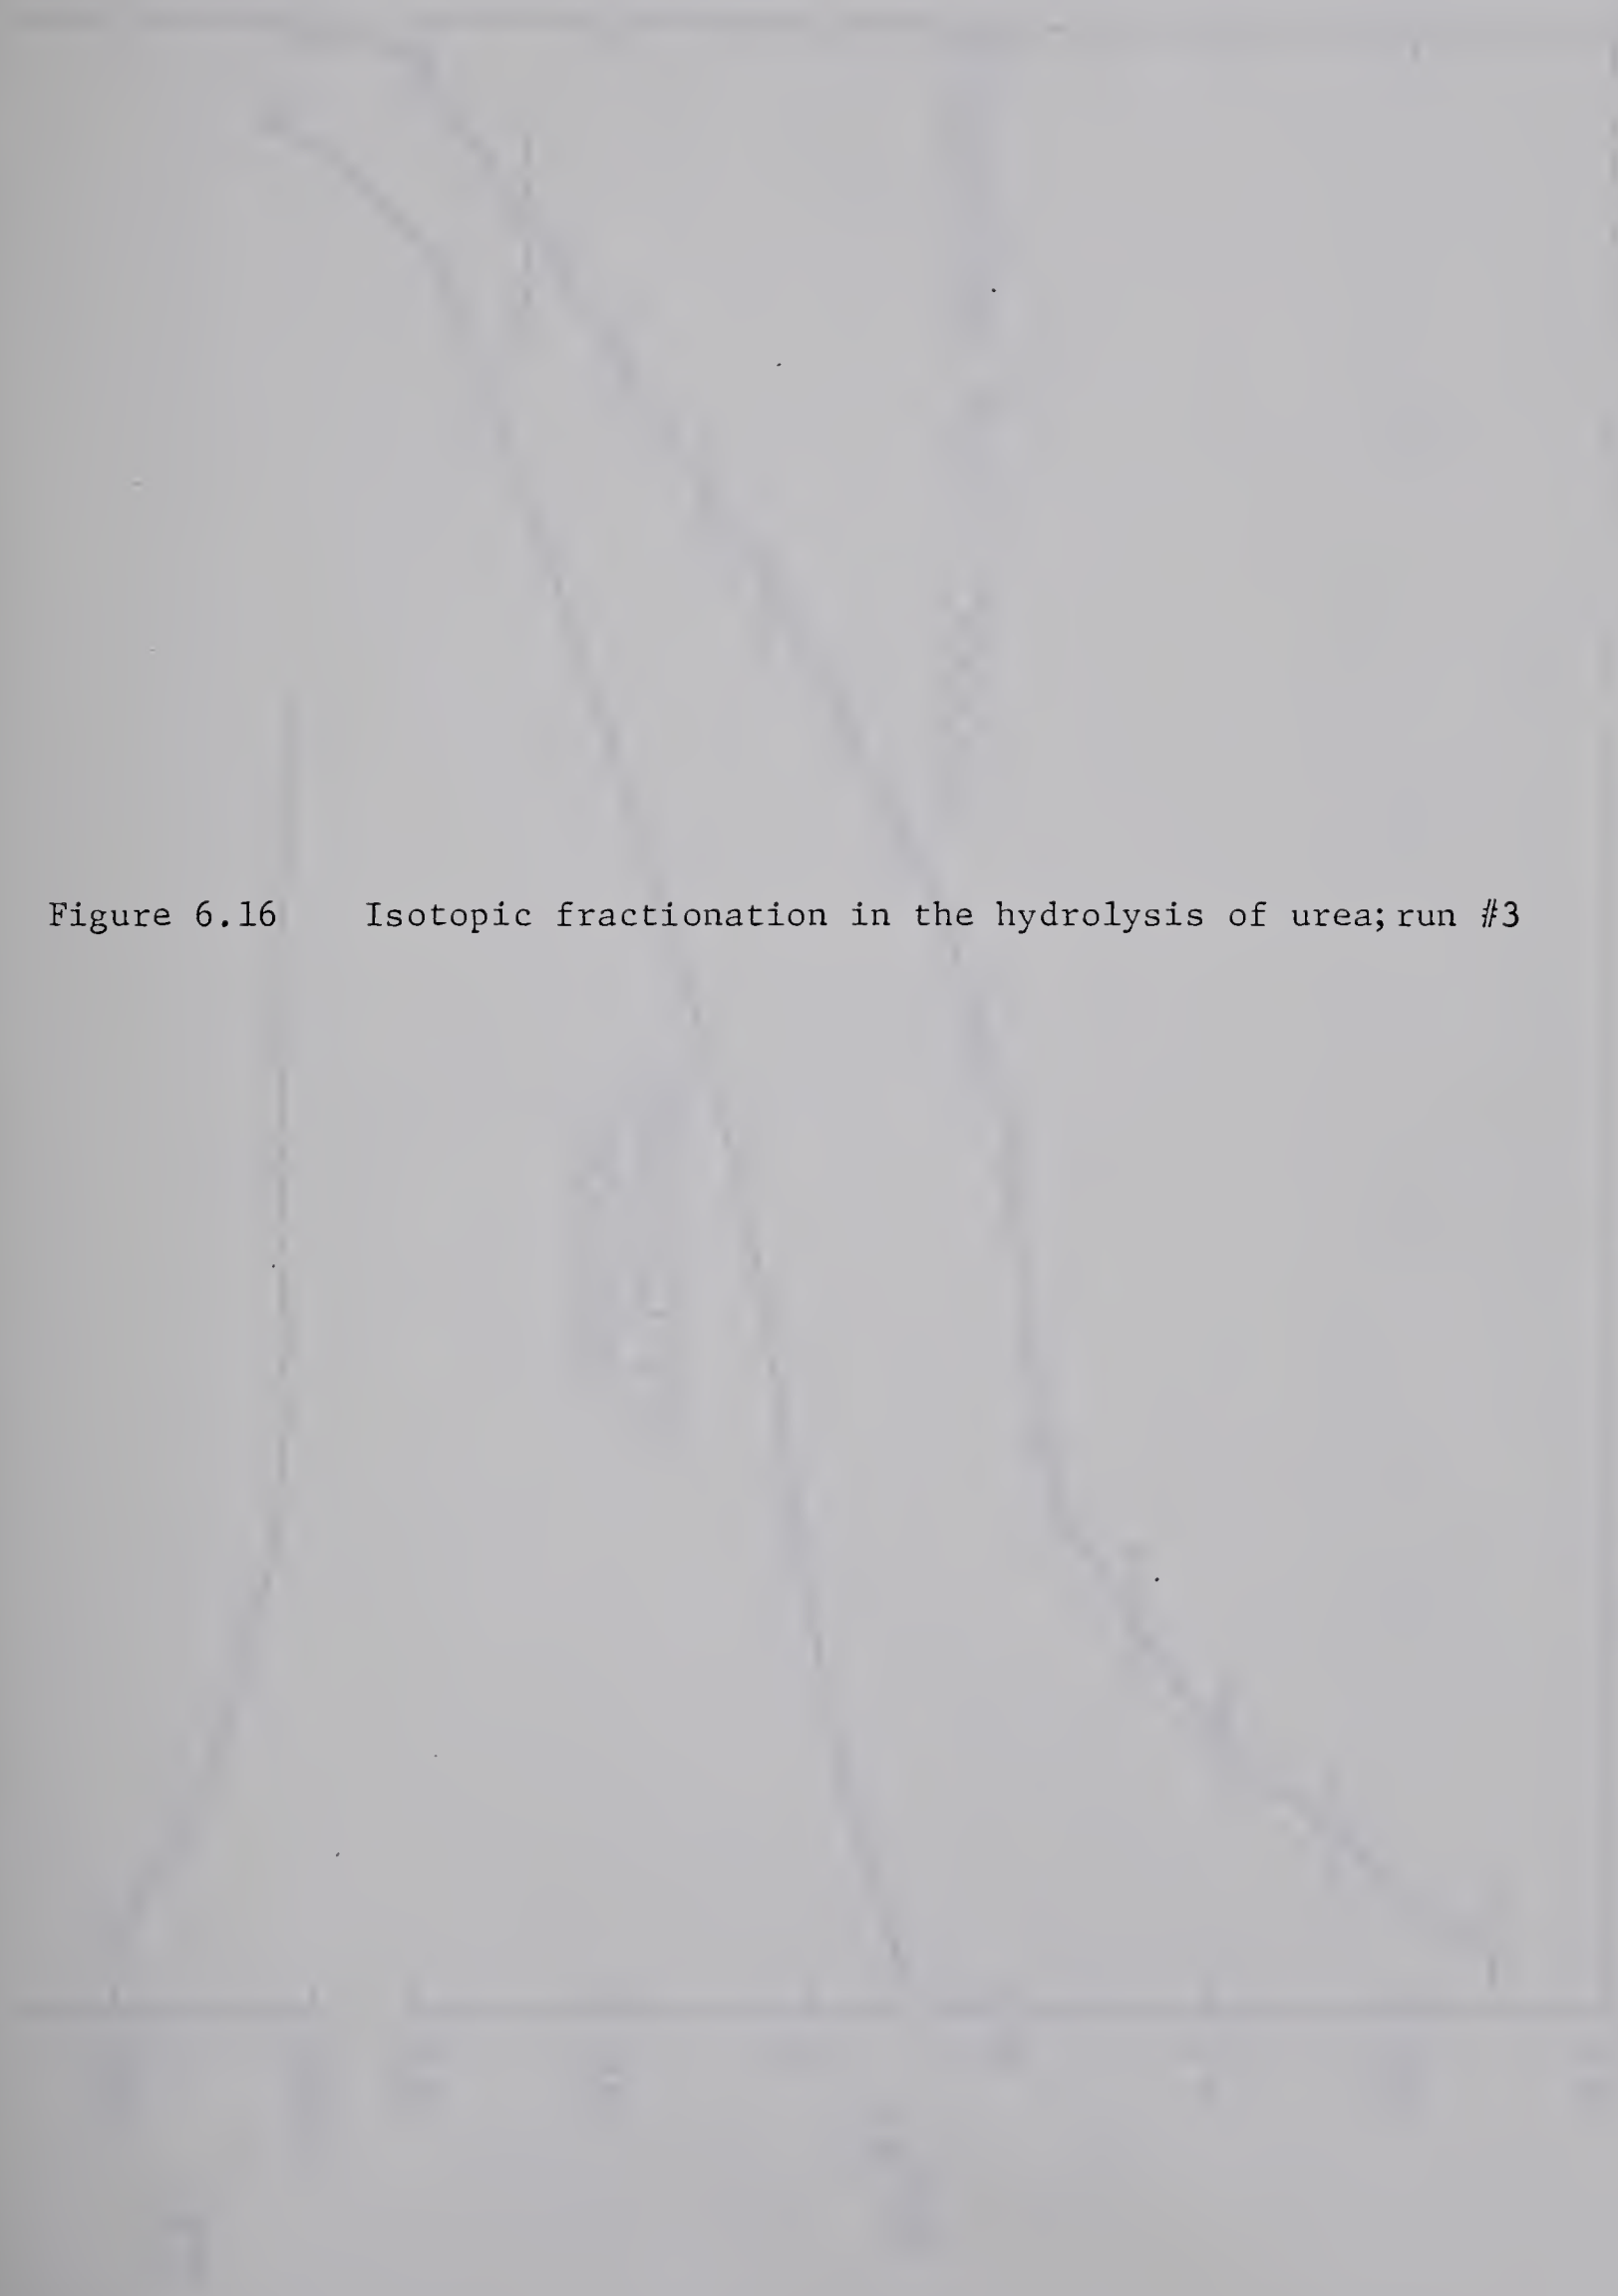 Figure 6.16 Isotopic fractionation in the hydrolysis of urea; run #3